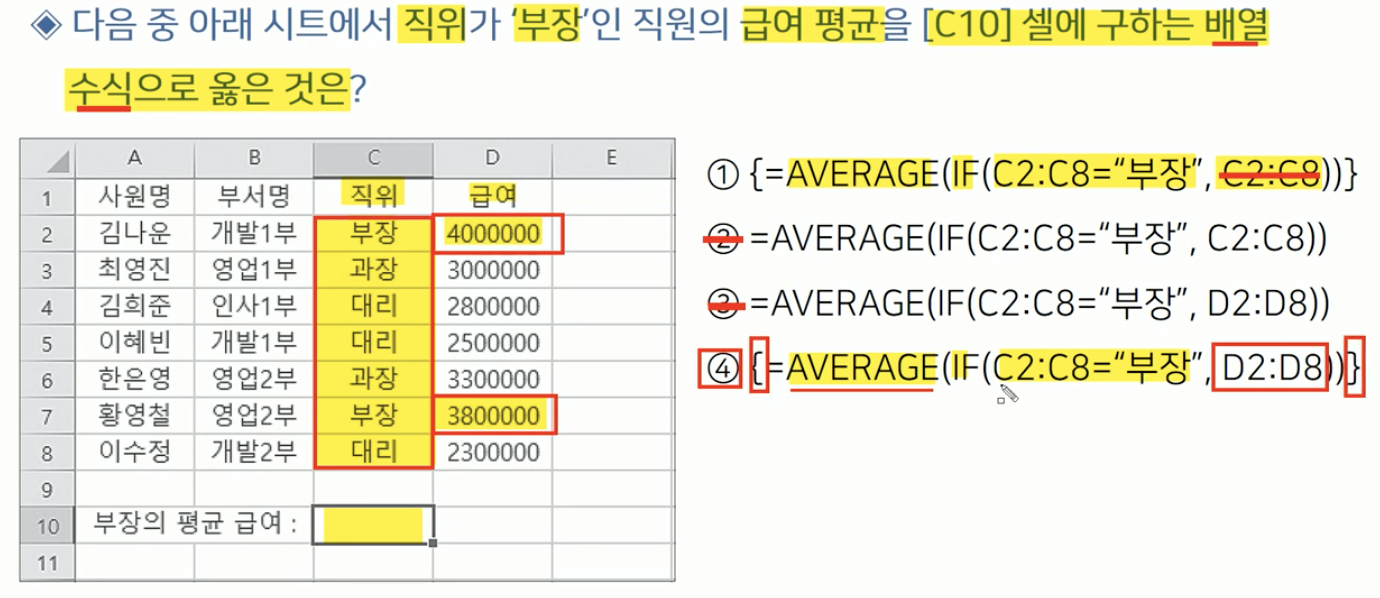 ◈ 다음 중 아래 시트에서 직위가 ‘부장’인 직원의 급여 평균을 [C10] 셀에 구하는 배열
수식으로 옳은 것은?
A B C D E
1 사원명 부서명 직위 급여
2 김나운 개발1부 부장 4000000
3 최영진 영업1부 과장 3000000
4 김희준 인사1부 대리 2800000
5 이혜빈 개발1부 대리 2500000
6 한은영 영업2부 과장 3300000
7 황영철 영업2부 부장 3800000
8 이수정 개발2부 대리 2300000
9
10 부장의 평균 급여 :
11
① {=AVERAGE(IF(C2:C8=“부장”, C2:C8))}
② =AVERAGE(IF(C2:C8=“부장”, C2:C8))
③ =AVERAGE(IF(C2:C8=“부장”, D2:D8))
④ {=AVERAGE(IF(C2:C8=“부장”, D2:D8))}